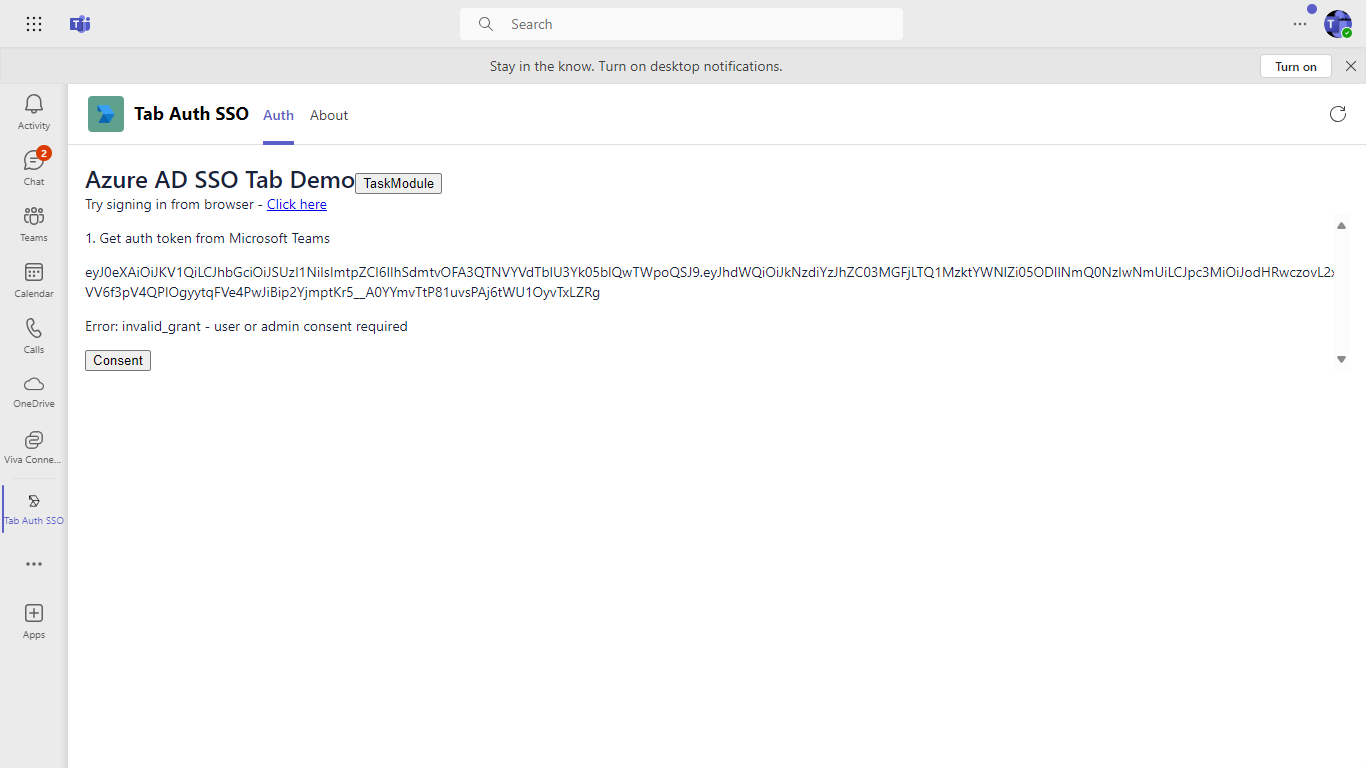 Search
Stay in the know. Turn on desktop notifications.
Turn on
Activity
2
Chat
Teams
Calendar
Calls
OneDrive
Viva Conne...
Tab Auth SSO
Apps
Tab Auth SSO
Auth
About
Azure AD SSO Tab Demo
TaskModule
Try signing in from browser - Click here
1. Get auth token from Microsoft Teams
VV6f3pV4QPIOgyytqFVe4PwJiBip2YjmptKr5__A0YYmvTtP81uvsPAj6tWU1OyvTxLZRg
Error: invalid_grant - user or admin consent required
Consent